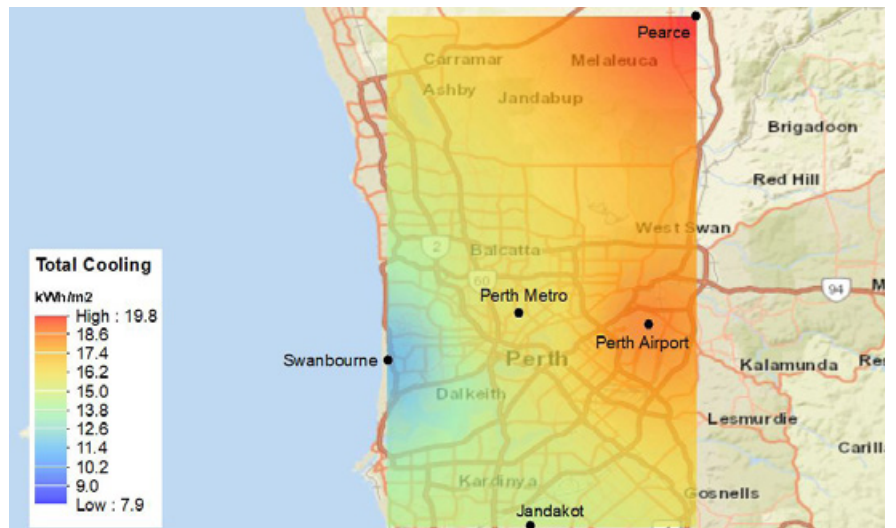 Pearce
Carramar
Melaleuca
Ashby
Jandabup
Brigadoon
Red Hill
West Swan
2
Balcatta
60
94
M
Perth Metro
Perth Airport
Swanbourne
Perth
Kalamunda
Res
Dalkeith
Lesmurdie
Carilla
Kardinya
Gosnells
Jandakot
Total Cooling
kWh/m2
High : 19.8
18.6
17.4
16.2
15.0
13.8
12.6
11.4
10.2
9.0
Low : 7.9